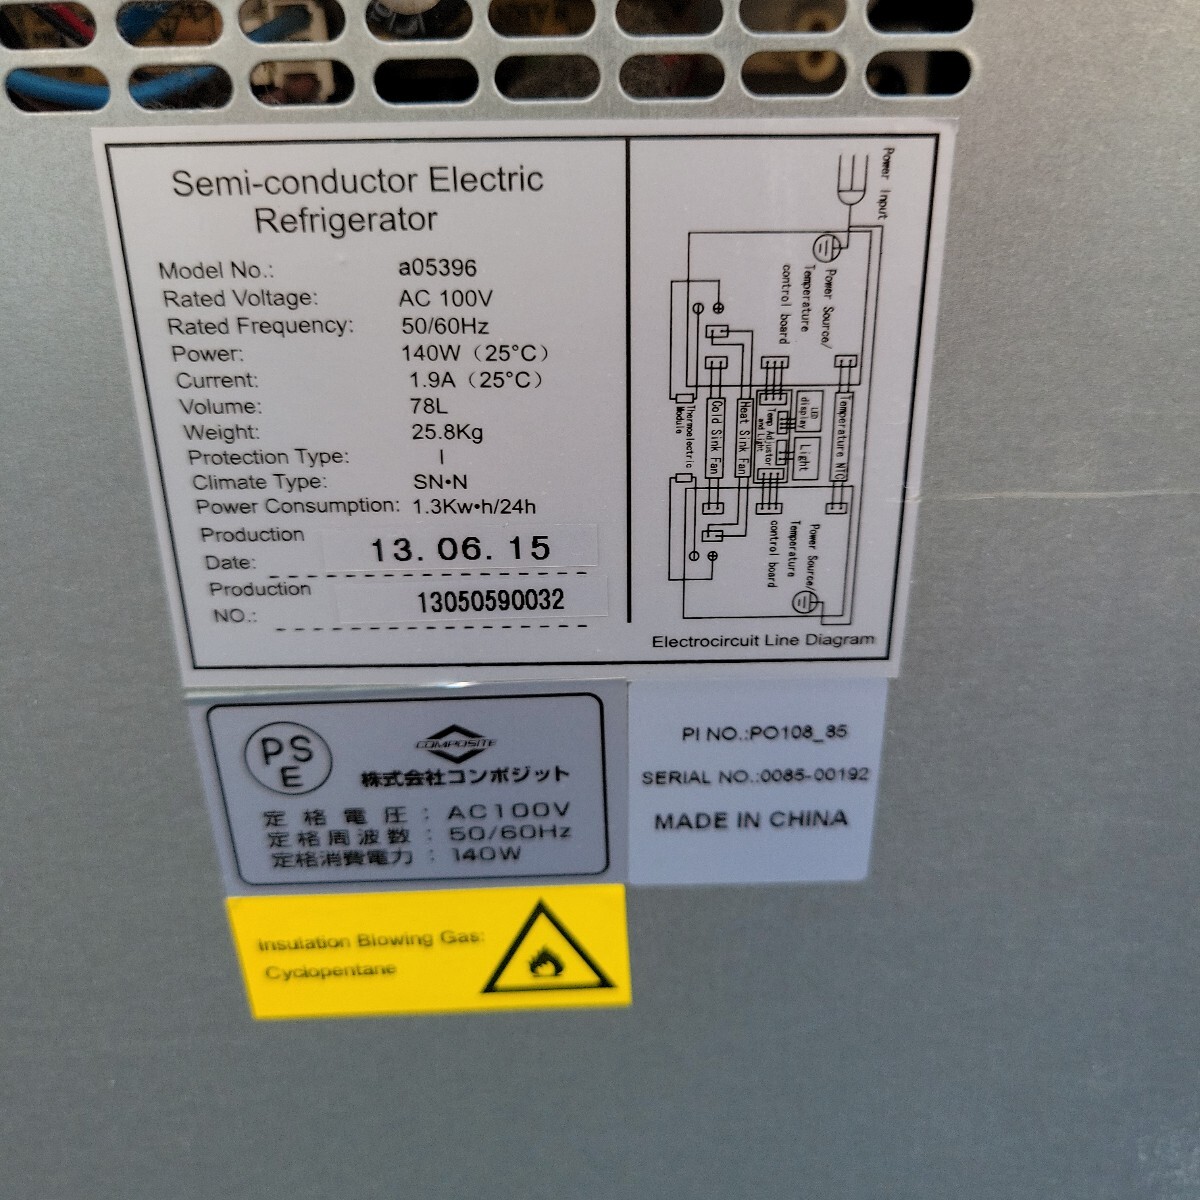 Semi-conductor Electric
Refrigerator
Model No.: a05396
Rated Voltage: AC 100V
Rated Frequency: 50/60Hz
Power: 140W（25°C）
Current: 1.9A（25°C）
Volume: 78L
Weight: 25.8Kg
Protection Type: I
Climate Type: SN•N
Power Consumption: 1.3Kw•h/24h
Production
Date: 13. 06. 15
Production
NO.: 13050590032
Power Input
Power Source/
Temperature
control board
Thermoelectric
Module
Cold Sink Fan
Heat Sink Fan
Temp Adjustor
and Light
LED
display
Light
Temperature NTC
Power Source/
Temperature
control board
Electrocircuit Line Diagram
PS
E
COMPOSITE
株式会社コンポジット
定格電圧：AC100V
定格周波数：50/60Hz
定格消費電力：140W
PI NO.:PO108_85
SERIAL NO.:0085-00192
MADE IN CHINA
Insulation Blowing Gas:
Cyclopentane